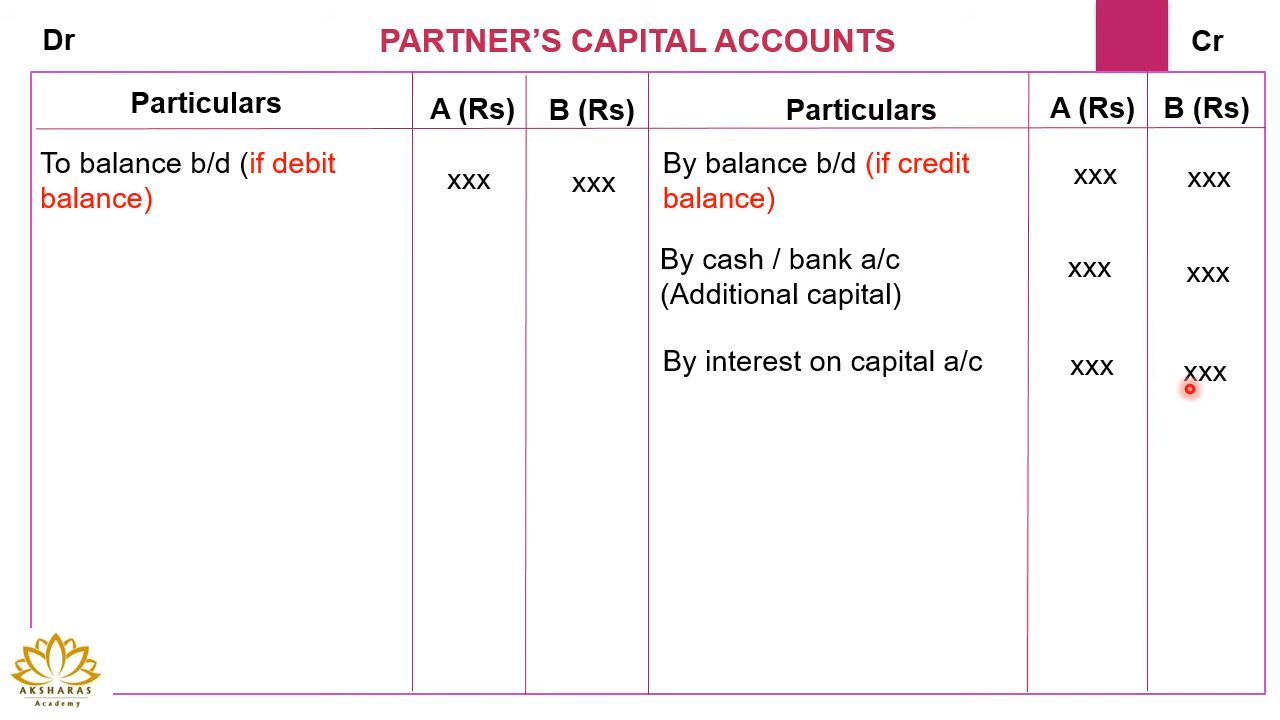 Dr
PARTNER’S CAPITAL ACCOUNTS
Cr
Particulars
A (Rs)
B (Rs)
Particulars
A (Rs)
B (Rs)
To balance b/d (if debit
balance)
xxx
xxx
By balance b/d (if credit
balance)
xxx
xxx
By cash / bank a/c
(Additional capital)
xxx
xxx
By interest on capital a/c
xxx
xxx
AKSHARAS
Academy